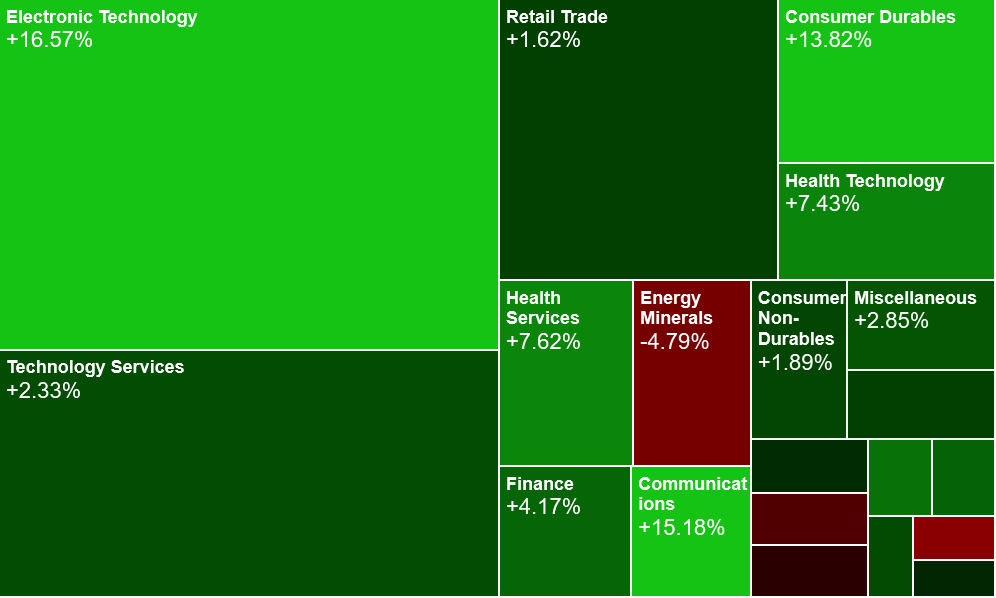 Electronic Technology
+16.57%
Technology Services
+2.33%
Retail Trade
+1.62%
Consumer Durables
+13.82%
Health Technology
+7.43%
Health
Services
+7.62%
Energy
Minerals
-4.79%
Consumer
Non-
Durables
+1.89%
Miscellaneous
+2.85%
Finance
+4.17%
Communicat
ions
+15.18%